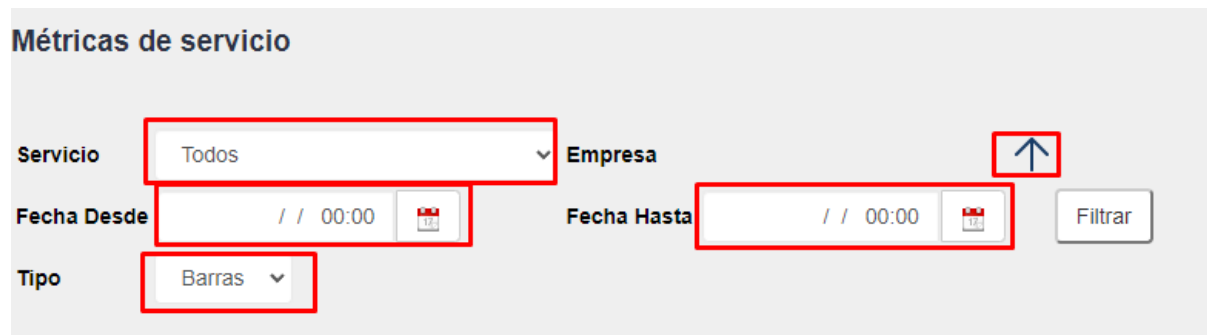 Métricas de servicio
Servicio Todos Empresa
Fecha Desde / / 00:00 Fecha Hasta / / 00:00 Filtrar
Tipo Barras